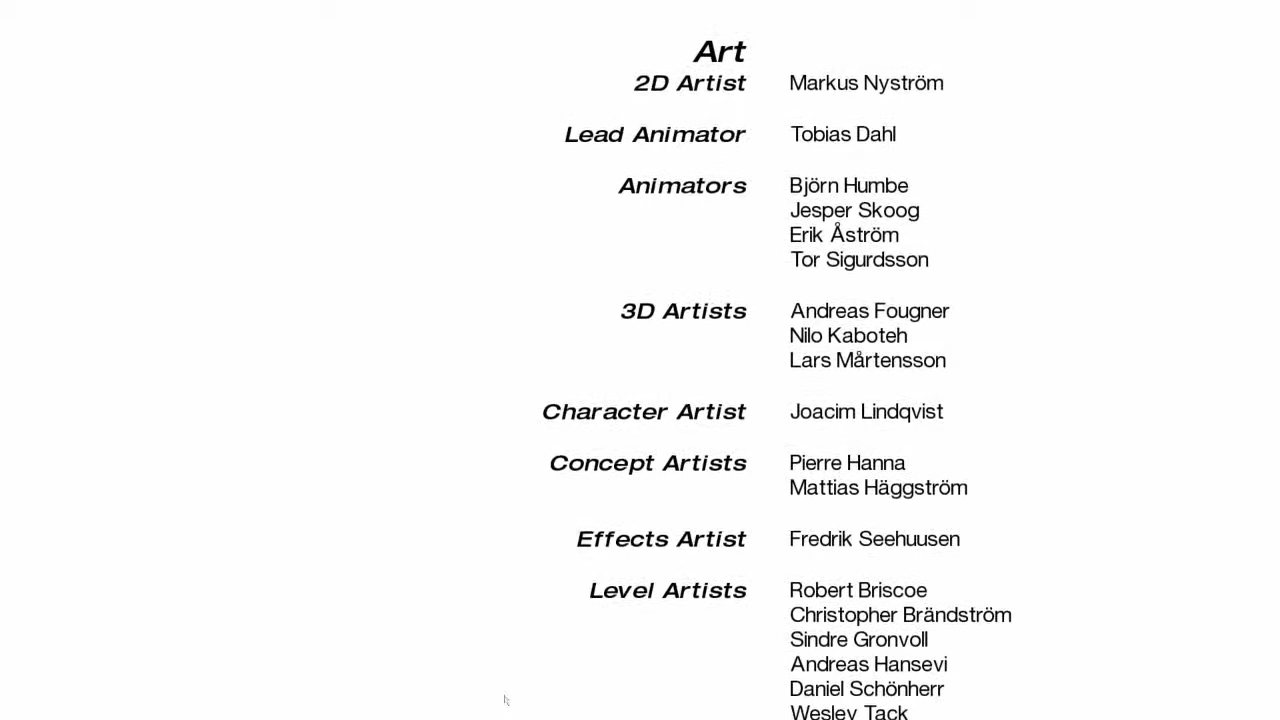 Art
2D Artist Markus Nyström
Lead Animator Tobias Dahl
Animators Björn Humbe
Jesper Skoog
Erik Åström
Tor Sigurdsson
3D Artists Andreas Fougner
Nilo Kaboteh
Lars Mårtensson
Character Artist Joacim Lindqvist
Concept Artists Pierre Hanna
Mattias Häggström
Effects Artist Fredrik Seehuusen
Level Artists Robert Briscoe
Christopher Brändström
Sindre Gronvoll
Andreas Hansevi
Daniel Schönherr
Wesley Tack